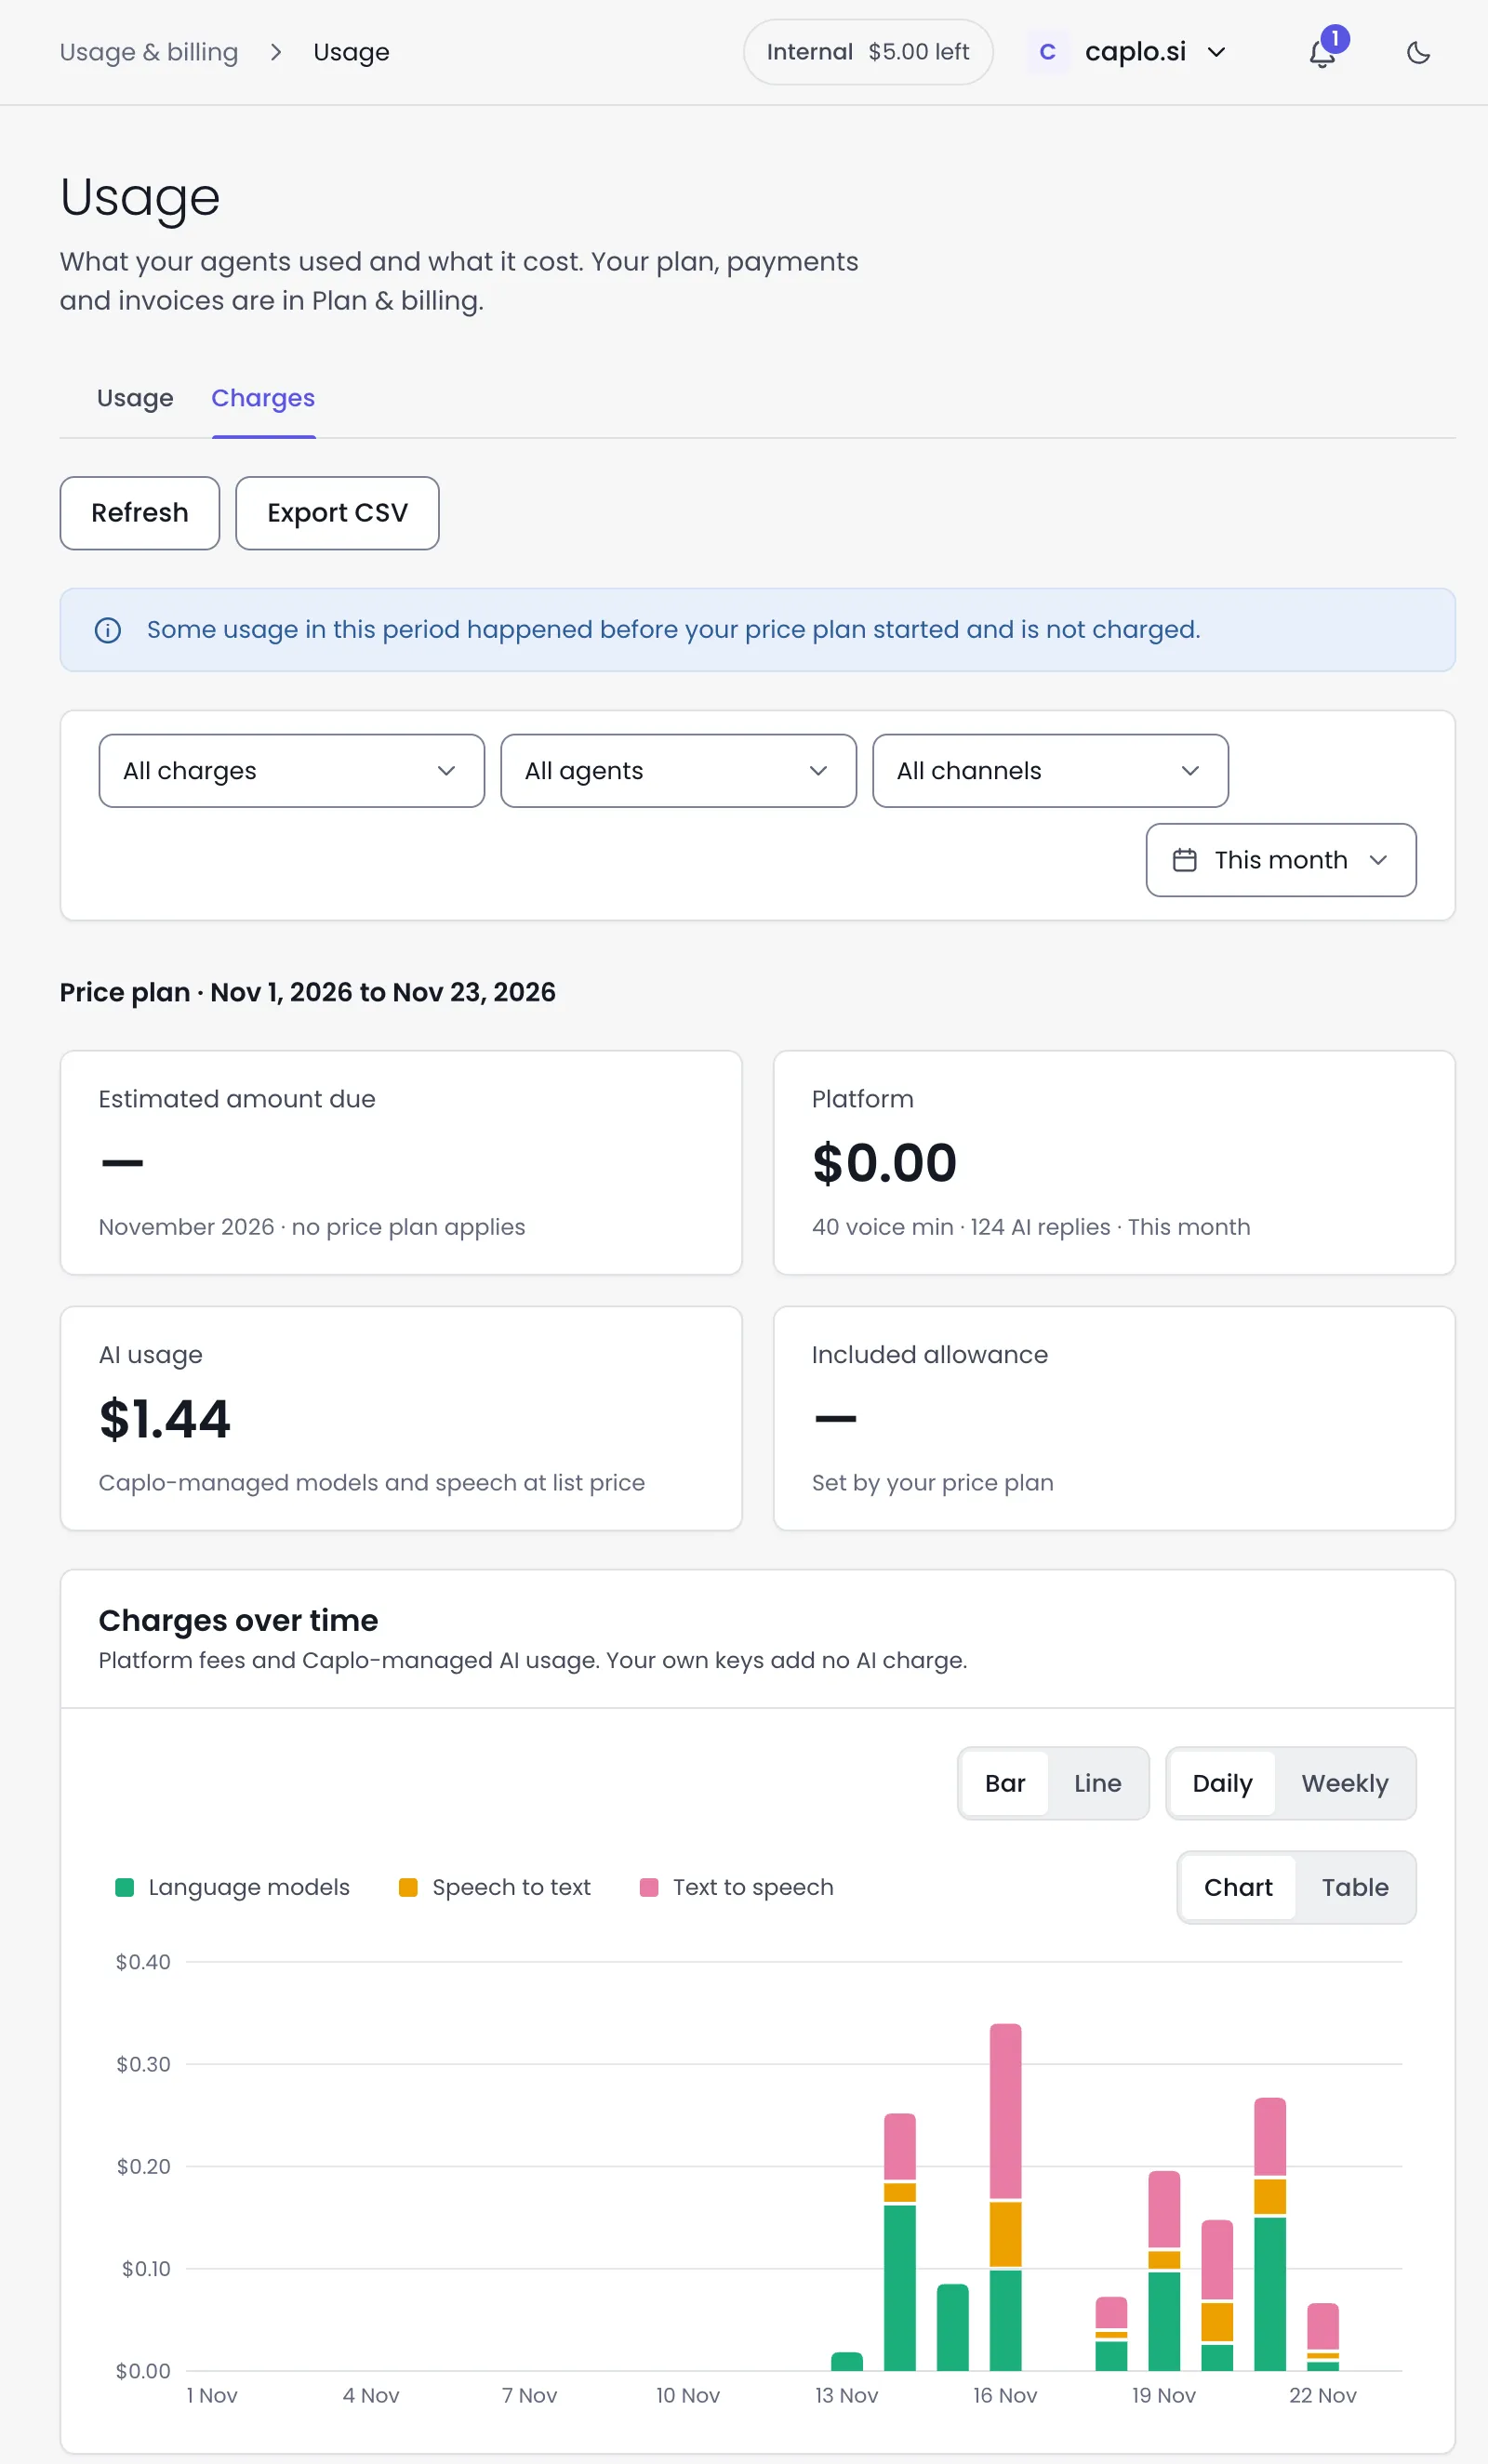 Usage & billing > Usage
Internal $5.00 left
C caplo.si
1
Usage
What your agents used and what it cost. Your plan, payments
and invoices are in Plan & billing.
Usage Charges
Refresh Export CSV
Some usage in this period happened before your price plan started and is not charged.
All charges All agents All channels
This month
Price plan · Nov 1, 2026 to Nov 23, 2026
Estimated amount due
—
November 2026 · no price plan applies
Platform
$0.00
40 voice min · 124 AI replies · This month
AI usage
$1.44
Caplo-managed models and speech at list price
Included allowance
—
Set by your price plan
Charges over time
Platform fees and Caplo-managed AI usage. Your own keys add no AI charge.
Bar Line Daily Weekly
Language models Speech to text Text to speech
Chart Table
$0.40
$0.30
$0.20
$0.10
$0.00
1 Nov 4 Nov 7 Nov 10 Nov 13 Nov 16 Nov 19 Nov 22 Nov